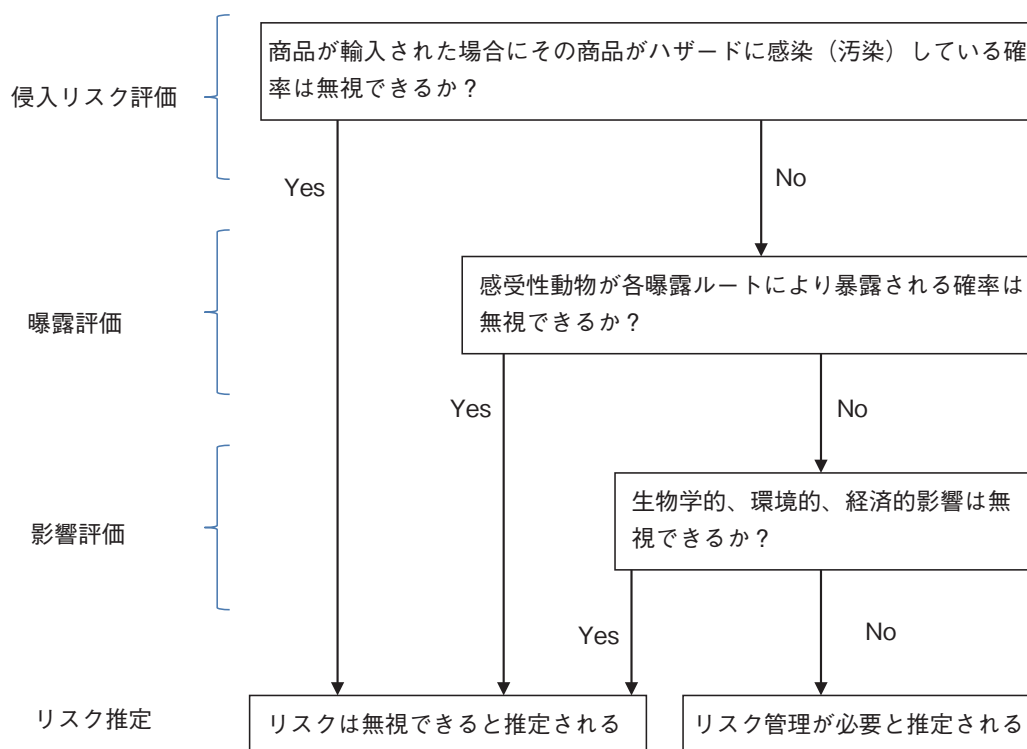 商品が輸入された場合にその商品がハザードに感染（汚染）している確
率は無視できるか？
侵入リスク評価
Yes
No
感受性動物が各曝露ルートにより暴露される確率は
無視できるか？
曝露評価
Yes
No
生物学的、環境的、経済的影響は無
視できるか？
影響評価
Yes
No
リスク推定
リスクは無視できると推定される
リスク管理が必要と推定される